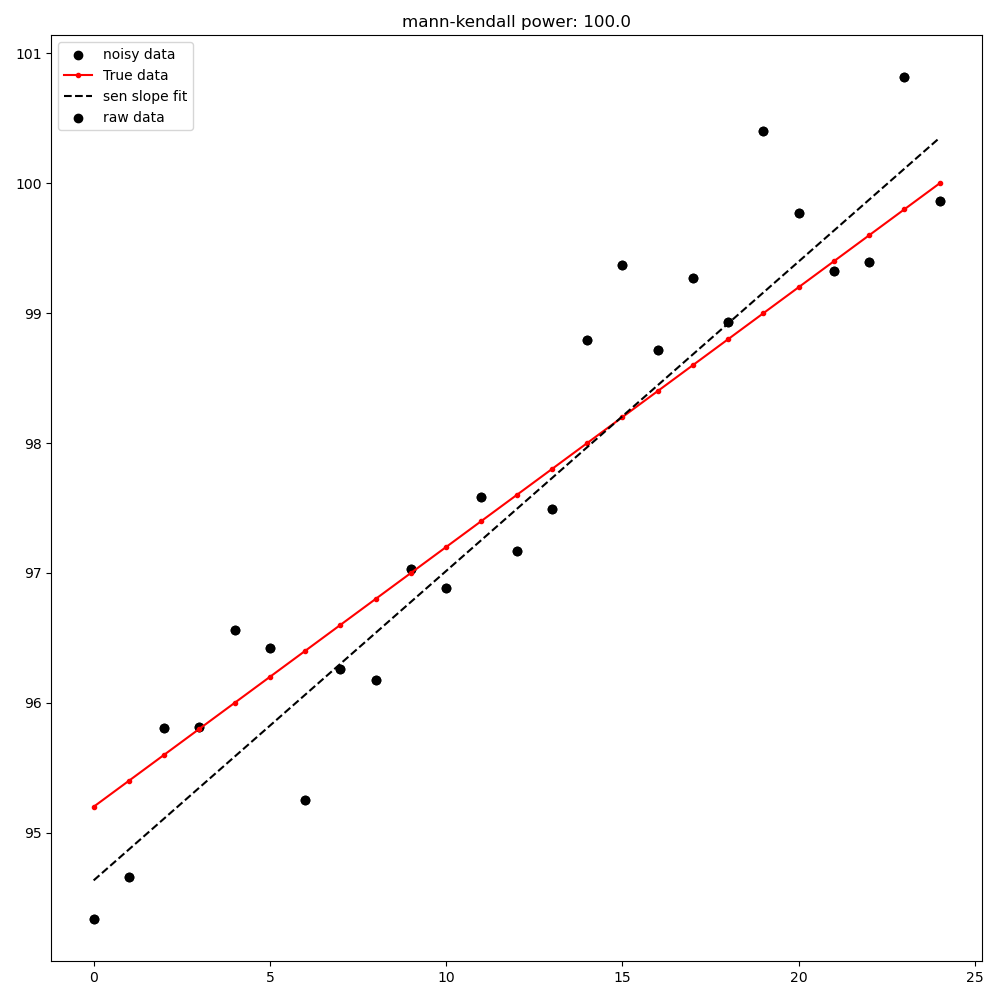 mann-kendall power: 100.0
noisy data
True data
sen slope fit
raw data
101
100
99
98
97
96
95
0 5 10 15 20 25